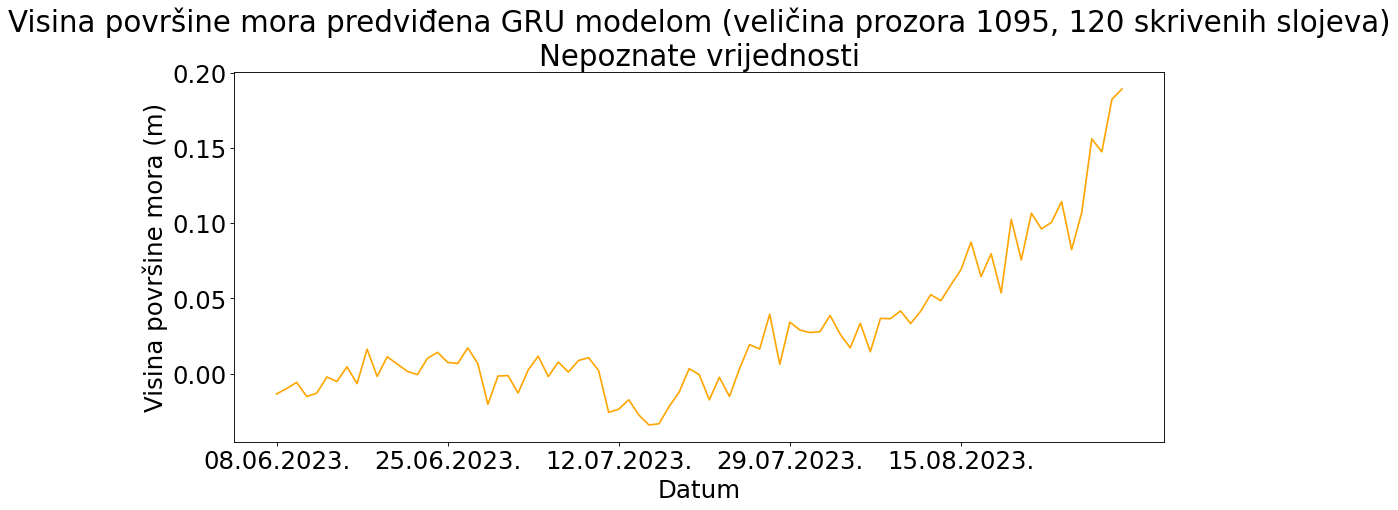 Visina površine mora predviđena GRU modelom (veličina prozora 1095, 120 skrivenih slojeva)
Nepoznate vrijednosti
Visina površine mora (m)
0.20
0.15
0.10
0.05
0.00
08.06.2023.
25.06.2023.
12.07.2023.
29.07.2023.
15.08.2023.
Datum